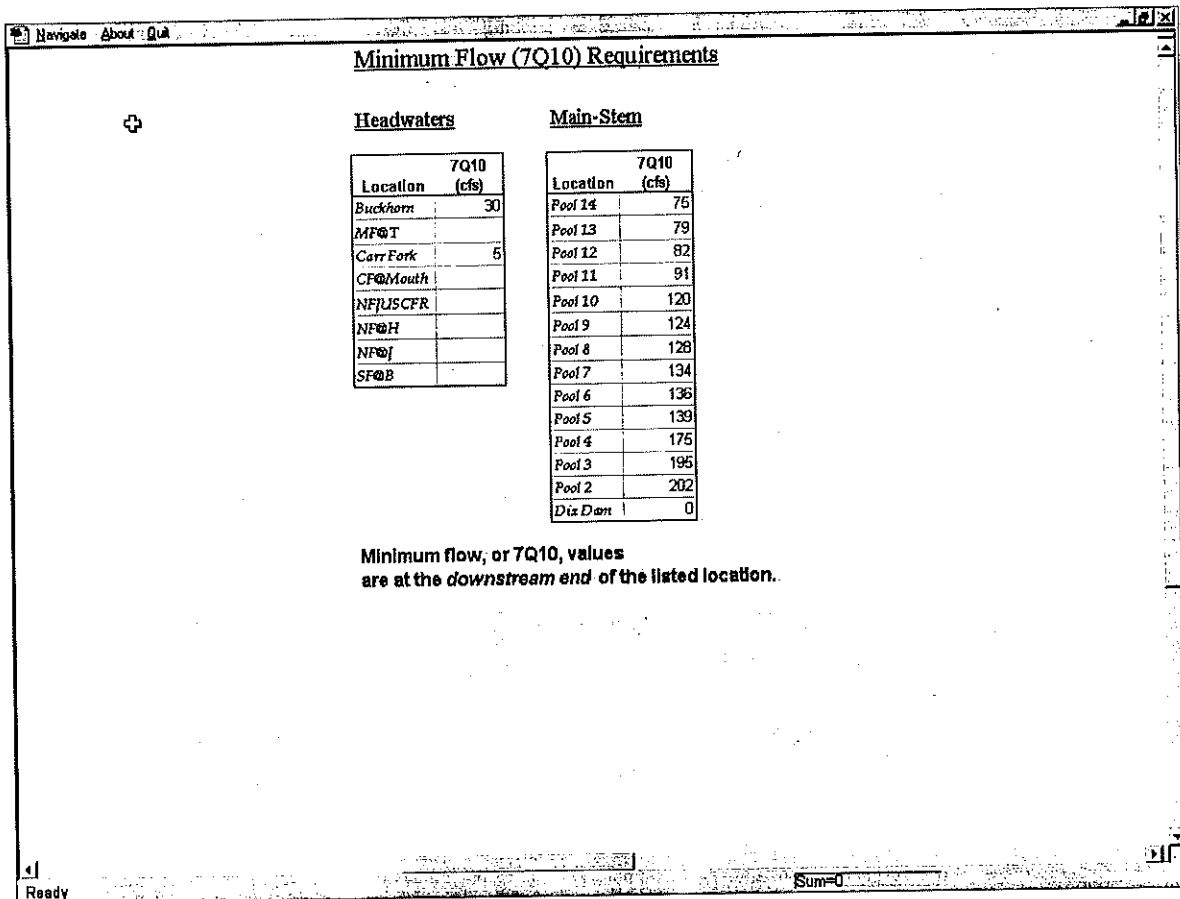 Navigate About Quit
Minimum Flow (7Q10) Requirements
Headwaters
Location 7Q10 (cfs)
Buckhorn 30
MF@T
Carr Fork 5
CF@Mouth
NFJUSCFR
NF@H
NF@J
SF@B
Main-Stem
Location 7Q10 (cfs)
Pool 14 75
Pool 13 79
Pool 12 82
Pool 11 91
Pool 10 120
Pool 9 124
Pool 8 128
Pool 7 134
Pool 6 136
Pool 5 139
Pool 4 175
Pool 3 195
Pool 2 202
Dix Dam 0
Minimum flow, or 7Q10, values
are at the downstream end of the listed location.
Ready
Sum=0